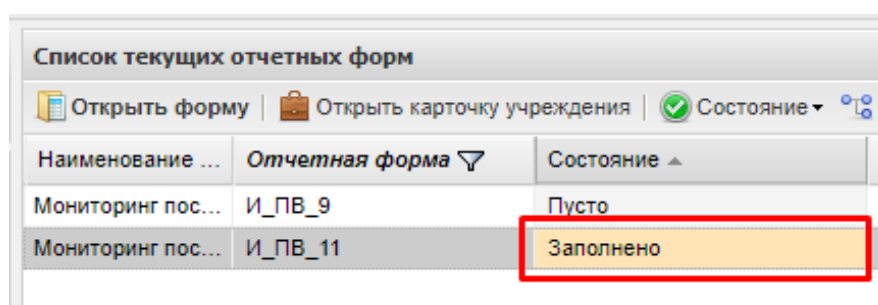 Список текущих отчетных форм
Открыть форму Открыть карточку учреждения Состояние
Наименование ... Отчетная форма Состояние
Мониторинг пос... И_ПВ_9 Пусто
Мониторинг пос... И_ПВ_11 Заполнено